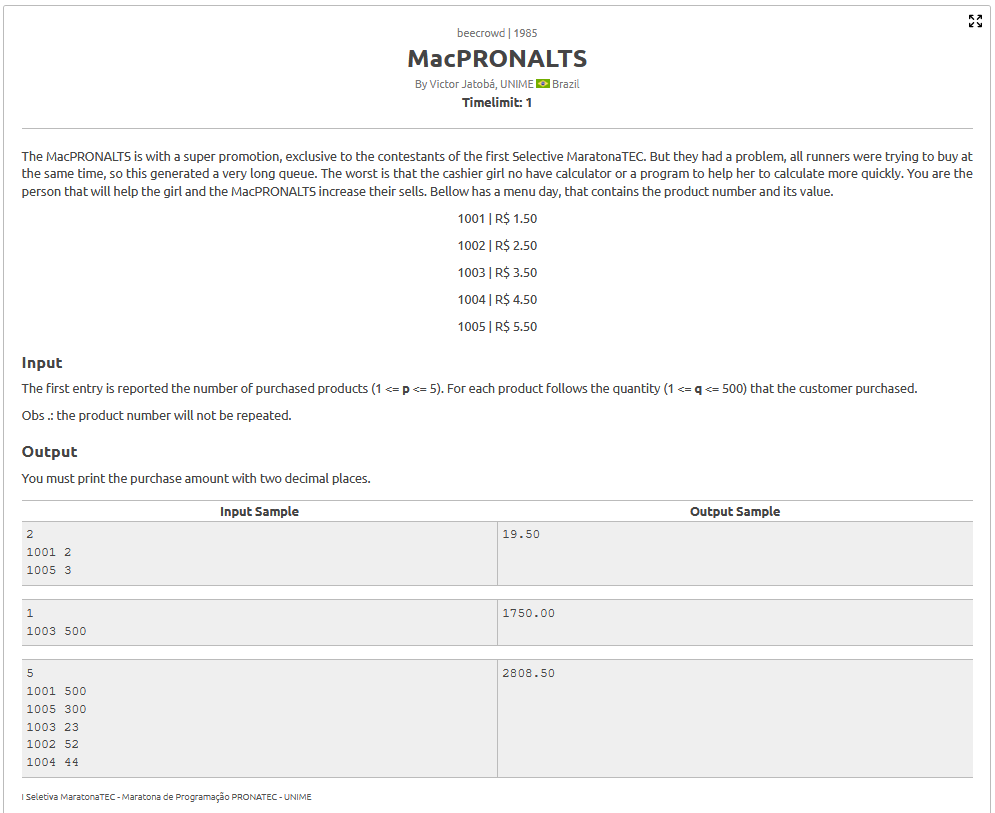 beecrowd | 1985
MacPRONALTS
By Victor Jatobá, UNIME Brazil
Timelimit: 1
The MacPRONALTS is with a super promotion, exclusive to the contestants of the first Selective MaratonaTEC. But they had a problem, all runners were trying to buy at
the same time, so this generated a very long queue. The worst is that the cashier girl no have calculator or a program to help her to calculate more quickly. You are the
person that will help the girl and the MacPRONALTS increase their sells. Bellow has a menu day, that contains the product number and its value.
1001 | R$ 1.50
1002 | R$ 2.50
1003 | R$ 3.50
1004 | R$ 4.50
1005 | R$ 5.50
Input
The first entry is reported the number of purchased products (1 <= p <= 5). For each product follows the quantity (1 <= q <= 500) that the customer purchased.
Obs .: the product number will not be repeated.
Output
You must print the purchase amount with two decimal places.
Input Sample Output Sample
2 19.50
1001 2
1005 3
1 1750.00
1003 500
5 2808.50
1001 500
1005 300
1003 23
1002 52
1004 44
I Seletiva MaratonaTEC - Maratona de Programação PRONATEC - UNIME